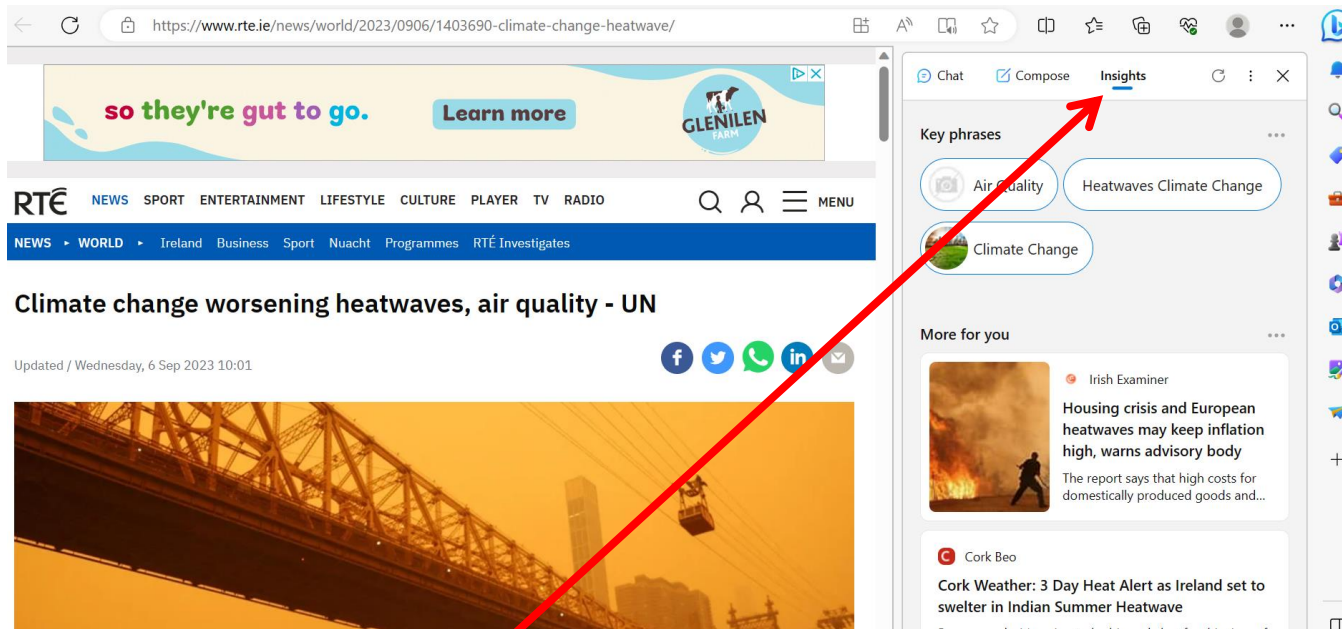 https://www.rte.ie/news/world/2023/0906/1403690-climate-change-heatwave/
so they're gut to go.
Learn more
GLENILEN
FARM
RTÉ NEWS SPORT ENTERTAINMENT LIFESTYLE CULTURE PLAYER TV RADIO MENU
NEWS WORLD Ireland Business Sport Nuacht Programmes RTÉ Investigates
Climate change worsening heatwaves, air quality - UN
Updated / Wednesday, 6 Sep 2023 10:01
Chat Compose Insights
Key phrases
Air Quality
Heatwaves Climate Change
Climate Change
More for you
Irish Examiner
Housing crisis and European
heatwaves may keep inflation
high, warns advisory body
The report says that high costs for
domestically produced goods and...
Cork Beo
Cork Weather: 3 Day Heat Alert as Ireland set to
swelter in Indian Summer Heatwave